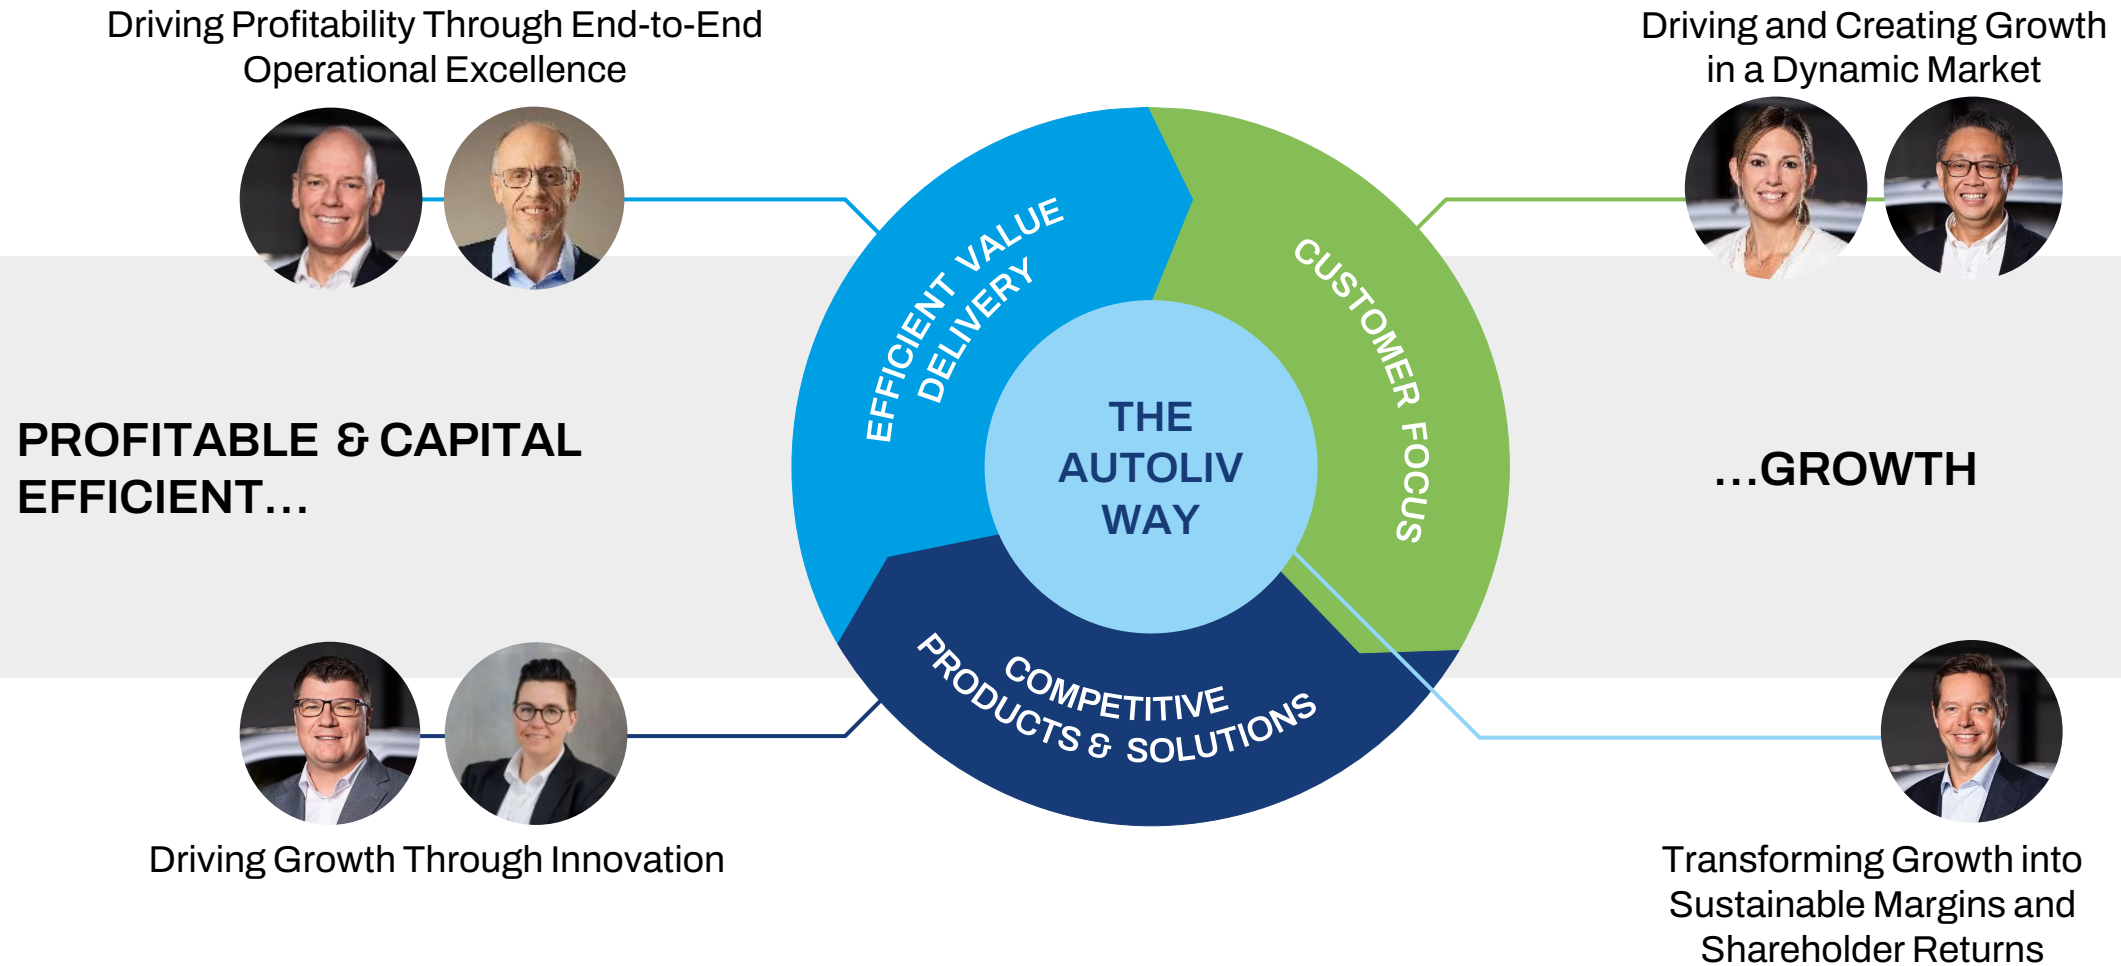 Driving Profitability Through End-to-End
Operational Excellence
Driving and Creating Growth
in a Dynamic Market
EFFICIENT VALUE
DELIVERY
CUSTOMER FOCUS
THE
AUTOLIV
WAY
PROFITABLE & CAPITAL
EFFICIENT...
...GROWTH
COMPETITIVE
PRODUCTS & SOLUTIONS
Driving Growth Through Innovation
Transforming Growth into
Sustainable Margins and
Shareholder Returns